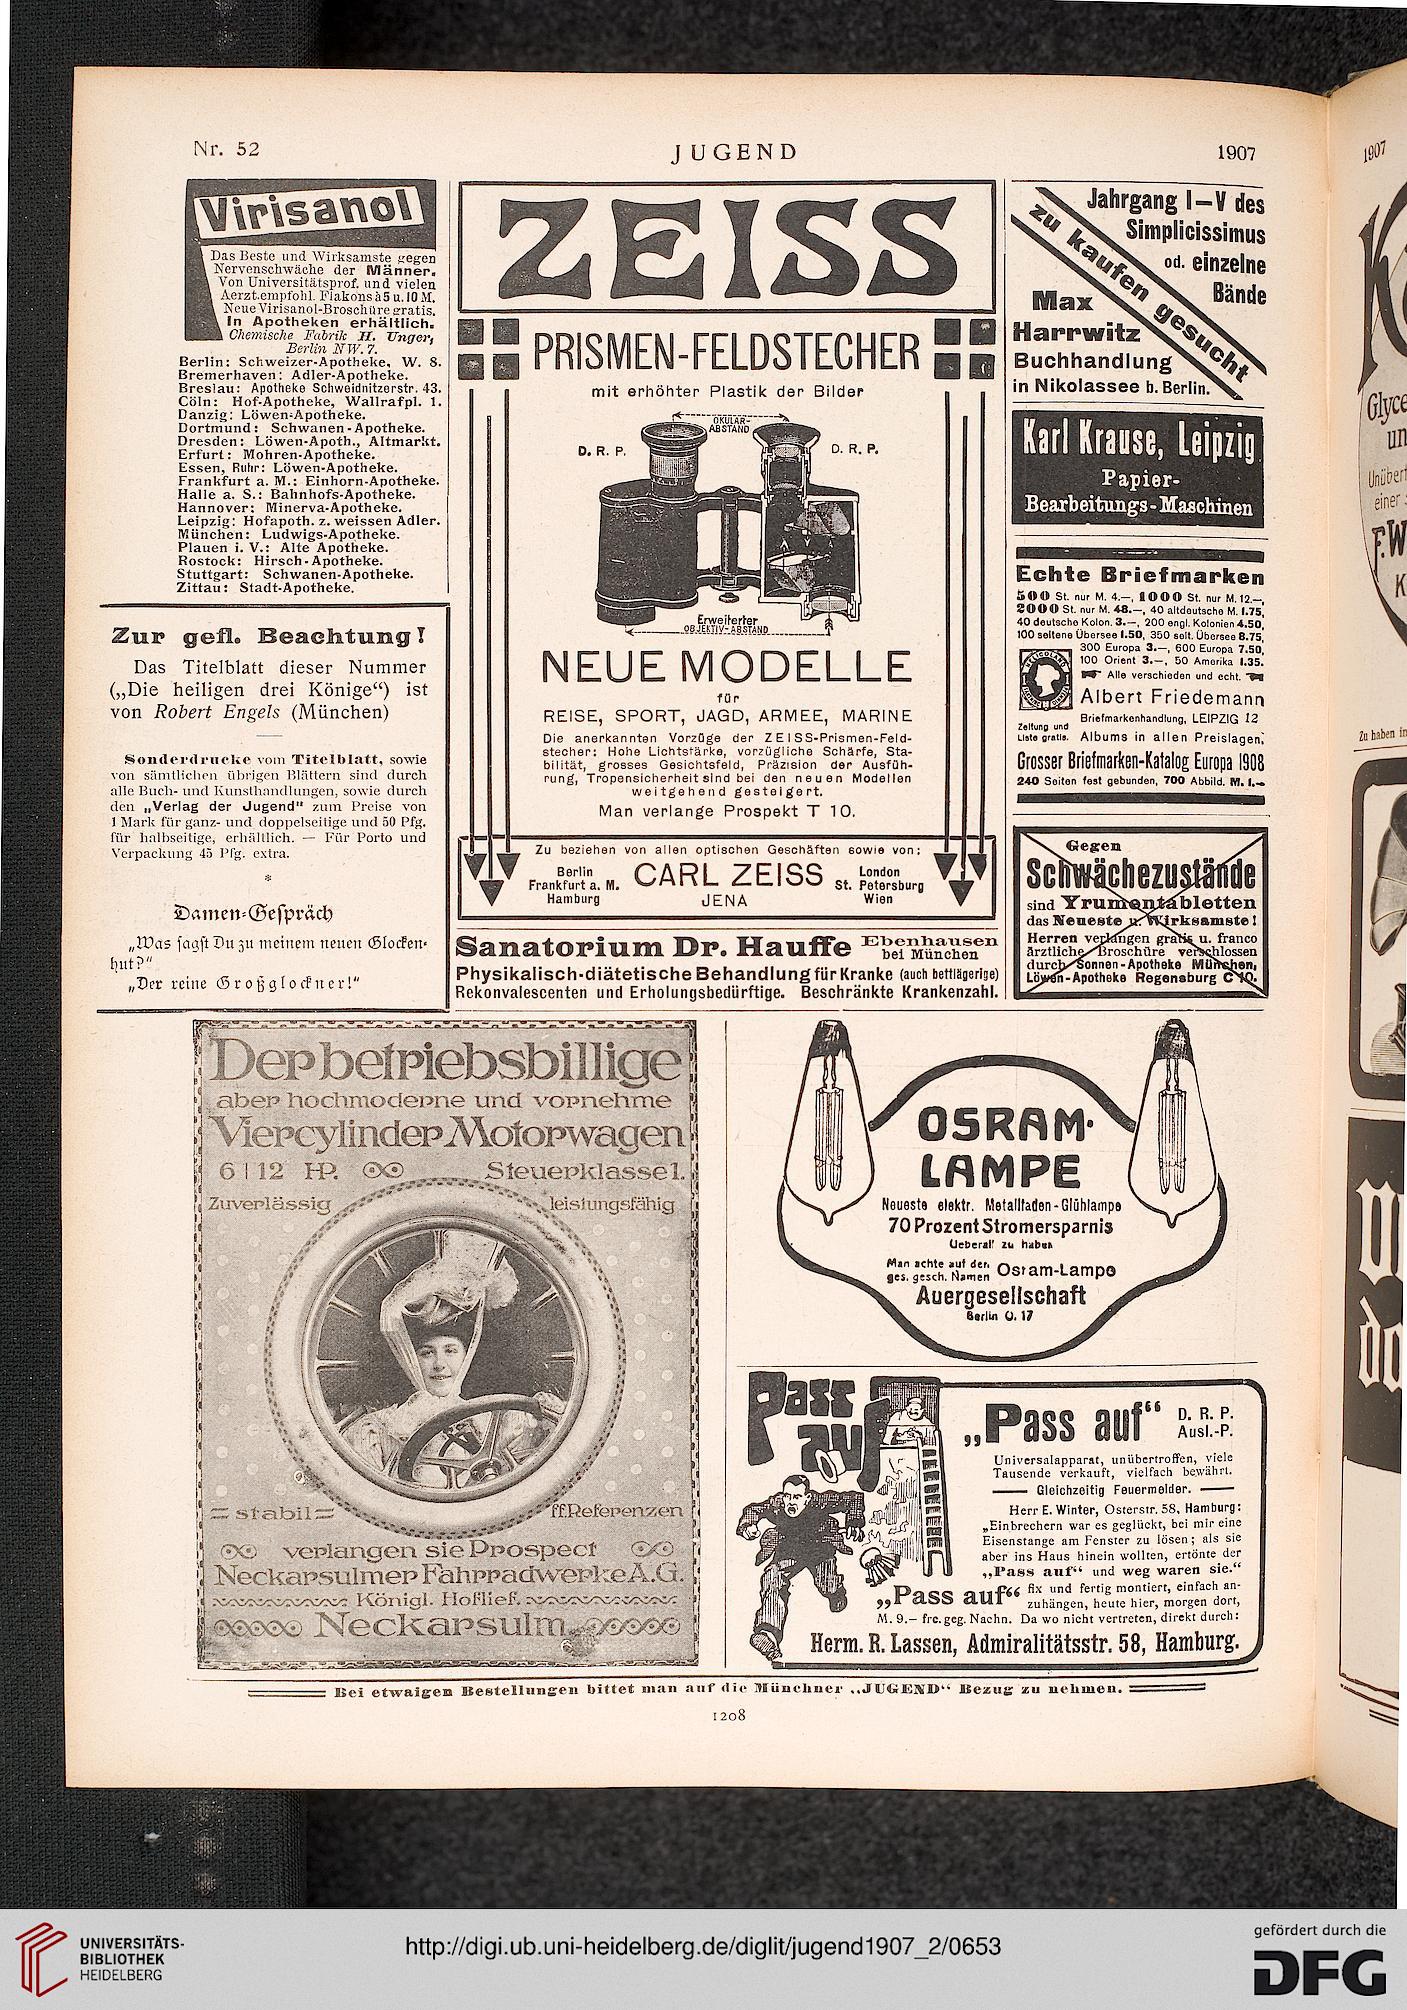 Nr. 52
JUGEND
1907
Virisanol
Das Beste und Wirksamste gegen
Nervenschwäche der Männer.
Von Universitätsprof. und vielen
Aerzt. empfohl. Flakons à 5 u. 10 M.
Neue Virisanol-Broschüre gratis.
In Apotheken erhältlich.
Chemische Fabrik H. Unger,
Berlin NW. 7.
Berlin: Schweizer-Apotheke, W. 8.
Bremerhaven: Adler-Apotheke.
Breslau: Apotheke Schweidnitzerstr. 43.
Cöln: Hof-Apotheke, Wallrafpl. 1.
Danzig: Löwen-Apotheke.
Dortmund: Schwanen-Apotheke.
Dresden: Löwen-Apoth., Altmarkt.
Erfurt: Mohren-Apotheke.
Essen, Ruhr: Löwen-Apotheke.
Frankfurt a. M.: Einhorn-Apotheke.
Halle a. S.: Bahnhofs-Apotheke.
Hannover: Minerva-Apotheke.
Leipzig: Hofapoth. z. weissen Adler.
München: Ludwigs-Apotheke.
Plauen i. V.: Alte Apotheke.
Rostock: Hirsch-Apotheke.
Stuttgart: Schwanen-Apotheke.
Zittau: Stadt-Apotheke.
Zur gefl. Beachtung!
Das Titelblatt dieser Nummer
(„Die heiligen drei Könige“) ist
von Robert Engels (München)
Sonderdrucke vom Titelblatt, sowie
von sämtlichen übrigen Blättern sind durch
alle Buch- und Kunsthandlungen, sowie durch
den „Verlag der Jugend" zum Preise von
1 Mark für ganz- und doppelseitige und 50 Pfg.
für halbseitige, erhältlich. — Für Porto und
Verpackung 45 Pfg. extra.
*
Damen-Gespräch
„Was sagst Du zu meinem neuen Glocken-
hut?"
„Der reine Großglockner!"
ZEISS
PRISMEN-FELDSTECHER
mit erhöhter Plastik der Bilder
OKULAR-
ABSTAND
D. R. P.
D. R. P.
Erweiterter
OBJEKTIV-ABSTAND
NEUE MODELLE
für
REISE, SPORT, JAGD, ARMEE, MARINE
Die anerkannten Vorzüge der ZEISS-Prismen-Feld-
stecher: Hohe Lichtstärke, vorzügliche Schärfe, Sta-
bilität, grosses Gesichtsfeld, Präzision der Ausfüh-
rung, Tropensicherheit sind bei den neuen Modellen
weitgehend gesteigert.
Man verlange Prospekt T 10.
Zu beziehen von allen optischen Geschäften sowie von:
Berlin
Frankfurt a. M.
Hamburg
CARL ZEISS
JENA
London
St. Petersburg
Wien
Sanatorium Dr. Hauffe Ebenhausen
bei München
Physikalisch-diätetische Behandlung für Kranke (auch bettlägerige)
Rekonvalescenten und Erholungsbedürftige. Beschränkte Krankenzahl.
Jahrgang I—V des
Simplicissimus
od. einzelne
Bände
zu kaufen gesucht
Max
Harrwitz
Buchhandlung
in Nikolassee b. Berlin.
Karl Krause, Leipzig
Papier-
Bearbeitungs-Maschinen
Echte Briefmarken
500 St. nur M. 4.—, 1000 St. nur M. 12.—,
2000 St. nur M. 48.—, 40 altdeutsche M. 1.75,
40 deutsche Kolon. 3.—, 200 engl. Kolonien 4.50,
100 seltene Übersee 1.50, 350 selt. Übersee 8.75,
300 Europa 3.—, 600 Europa 7.50,
100 Orient 3.—, 50 Amerika 1.35.
Alle verschieden und echt.
HELIGOLAND
Albert Friedemann
Briefmarkenhandlung, LEIPZIG 12
Zeitung und
Liste gratis.
Albums in allen Preislagen,
Grosser Briefmarken-Katalog Europa 1908
240 Seiten fest gebunden, 700 Abbild. M. 1.—
Gegen
Schwächezustände
sind Yrumentabletten
das Neueste u. Wirksamste!
Herren verlangen gratis u. franco
ärztliche Broschüre verschlossen
durch Sonnen-Apotheke München,
Löwen-Apotheke Regensburg C 10.
Der betriebsbillige
aber hochmoderne und vornehme
Viercylinder Motorwagen
6 | 12 HP. Steuerklasse 1.
Zuverlässig
leistungsfähig
stabil
ff. Referenzen
verlangen sie Prospect
Neckarsulmer Fahrradwerke A.G.
Königl. Hoflief.
Neckarsulm
OSRAM-
LAMPE
Neueste elektr. Metallfaden-Glühlampe
70 Prozent Stromersparnis
Ueberall zu haben
Man achte auf den
ges. gesch. Namen Osram-Lampe
Auergesellschaft
Berlin O. 17
Pass
auf
„Pass auf“ D. R. P.
Ausl.-P.
Universalapparat, unübertroffen, viele
Tausende verkauft, vielfach bewährt.
Gleichzeitig Feuermelder.
Herr E. Winter, Osterstr. 58, Hamburg:
„Einbrechern war es geglückt, bei mir eine
Eisenstange am Fenster zu lösen; als sie
aber ins Haus hinein wollten, ertönte der
„Pass auf“ und weg waren sie.“
„Pass auf“ fix und fertig montiert, einfach an-
zuhängen, heute hier, morgen dort,
M. 9.— fre. geg. Nachn. Da wo nicht vertreten, direkt durch:
Herm. R. Lassen, Admiralitätsstr. 58, Hamburg.
Bei etwaigen Bestellungen bittet man auf die Münchner „JUGEND“ Bezug zu nehmen.
1208
1907
Glyce
un
Unüber
einer
F. W
K
Zu haben in
UNIVERSITÄTS-
BIBLIOTHEK
HEIDELBERG
http://digi.ub.uni-heidelberg.de/diglit/jugend1907_2/0653
gefördert durch die
DFG